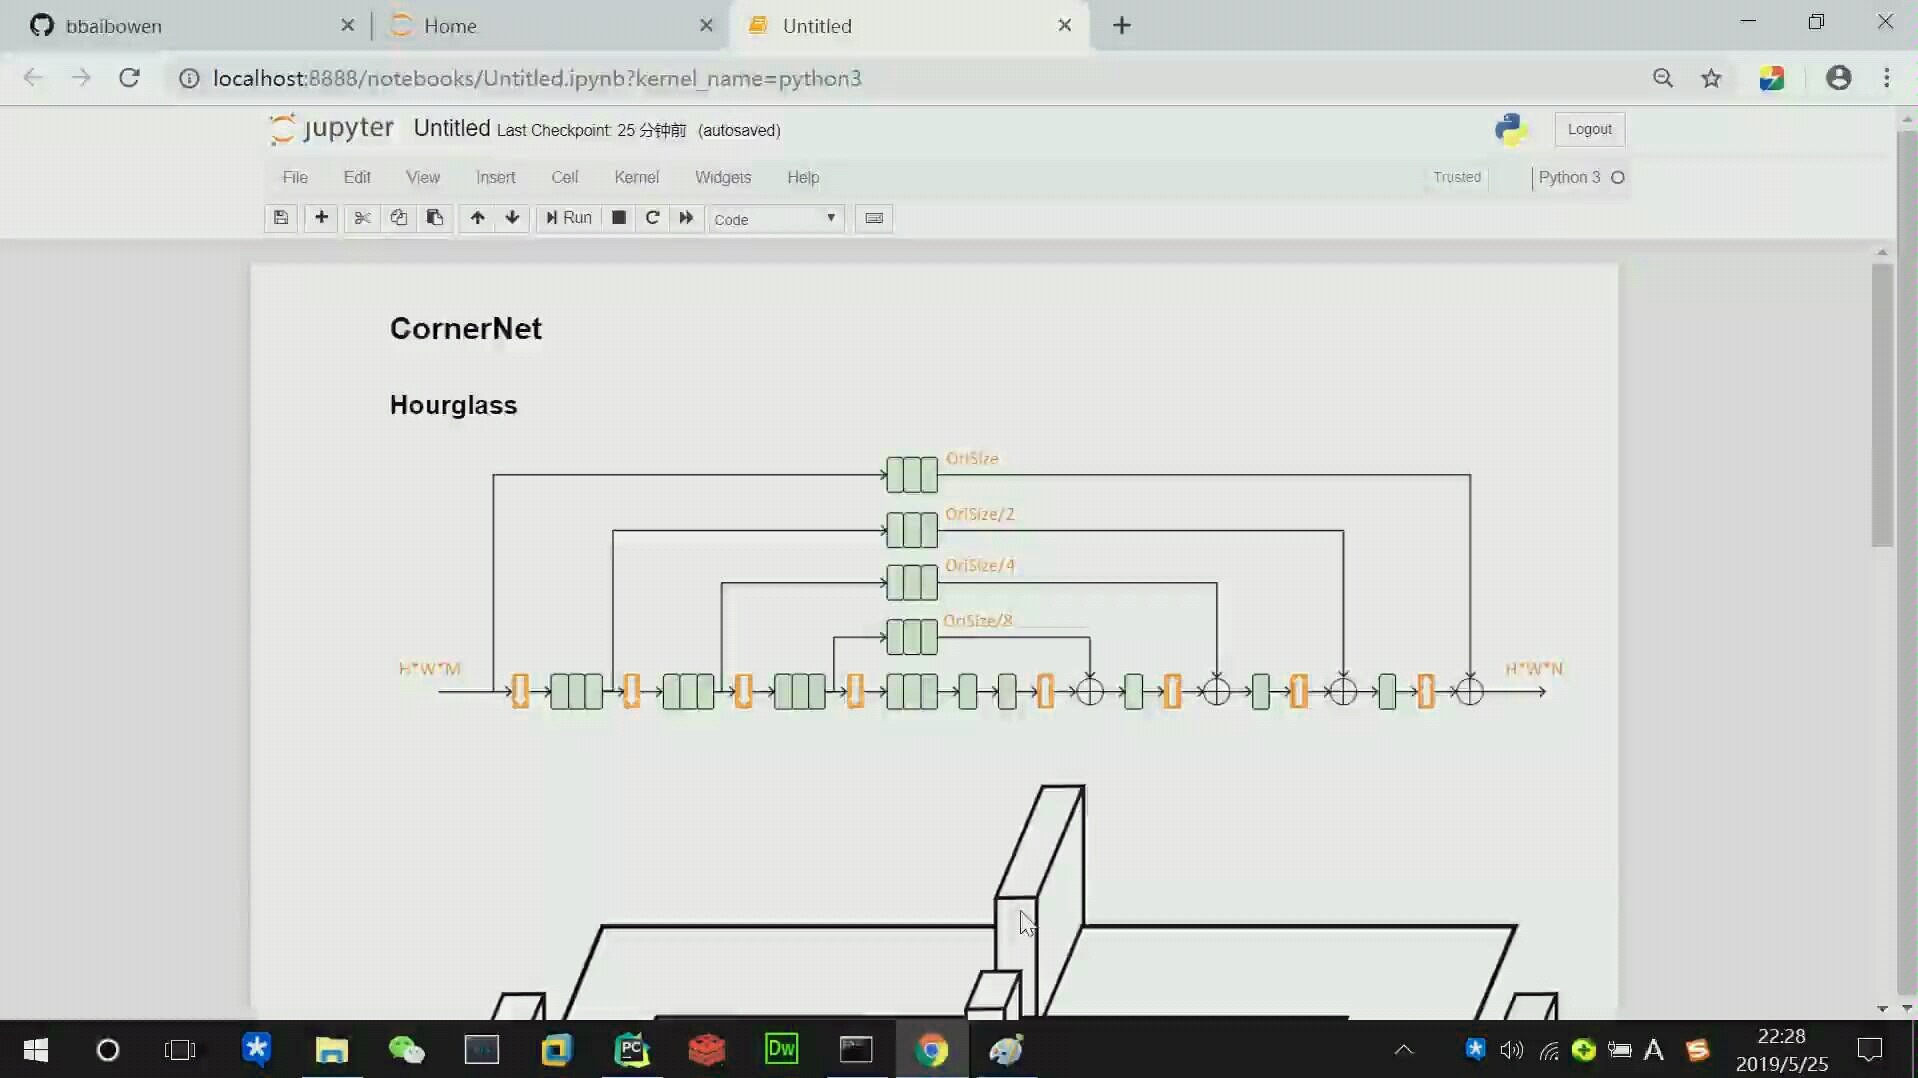 bbaibowen
Home
Untitled
localhost:8888/notebooks/Untitled.ipynb?kernel_name=python3
jupyter Untitled Last Checkpoint: 25 分钟前 (autosaved)
Logout
File Edit View Insert Cell Kernel Widgets Help
Trusted
Python 3
Run
Code
CornerNet
Hourglass
OriSize
OriSize/2
OriSize/4
OriSize/8
H*W*M
H*W*N
PC
Dw
A
S
22:28
2019/5/25